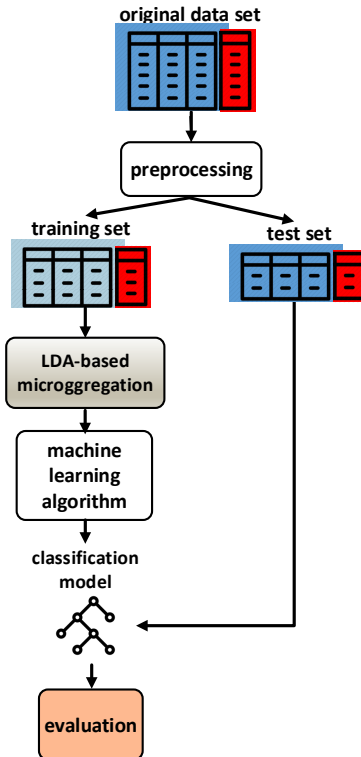 original data set
preprocessing
training set
test set
LDA-based
microggregation
machine
learning
algorithm
classification
model
evaluation